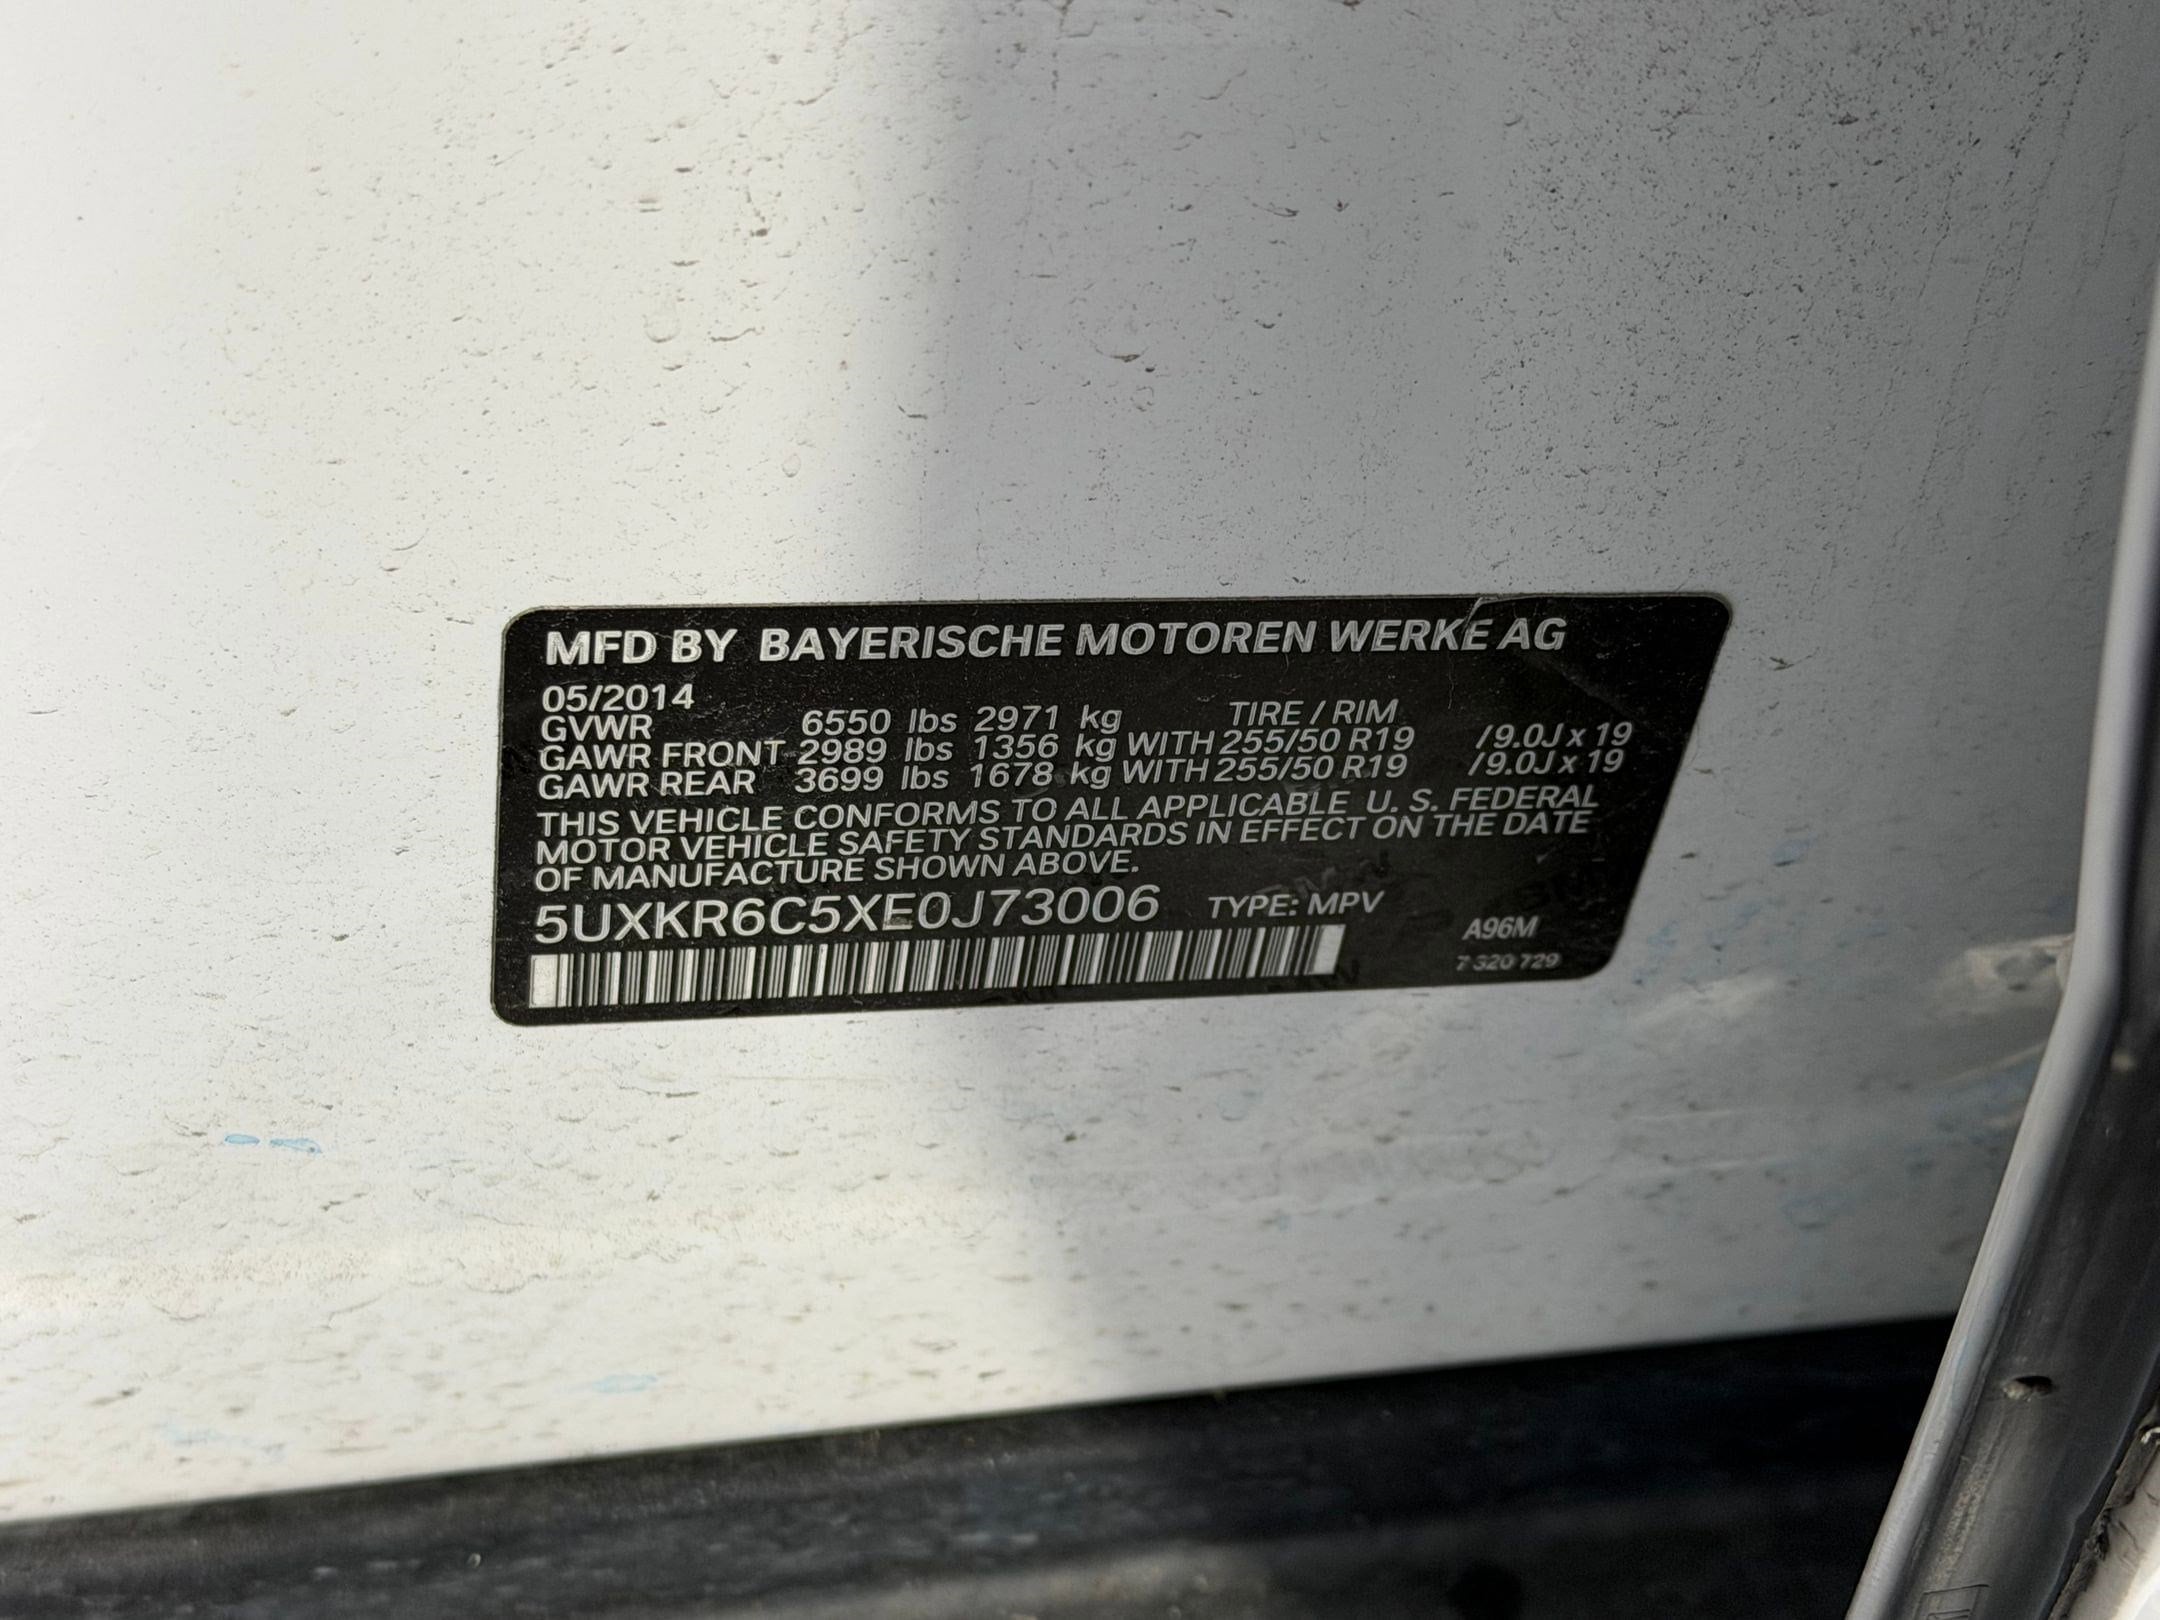 MFD BY BAYERISCHE MOTOREN WERKE AG
05/2014
GVWR 6550 lbs 2971 kg TIRE / RIM
GAWR FRONT 2989 lbs 1356 kg WITH 255/50 R19 /9.0J x 19
GAWR REAR 3699 lbs 1678 kg WITH 255/50 R19 /9.0J x 19
THIS VEHICLE CONFORMS TO ALL APPLICABLE U. S. FEDERAL
MOTOR VEHICLE SAFETY STANDARDS IN EFFECT ON THE DATE
OF MANUFACTURE SHOWN ABOVE.
5UXKR6C5XE0J73006 TYPE: MPV
A96M
7 320 729